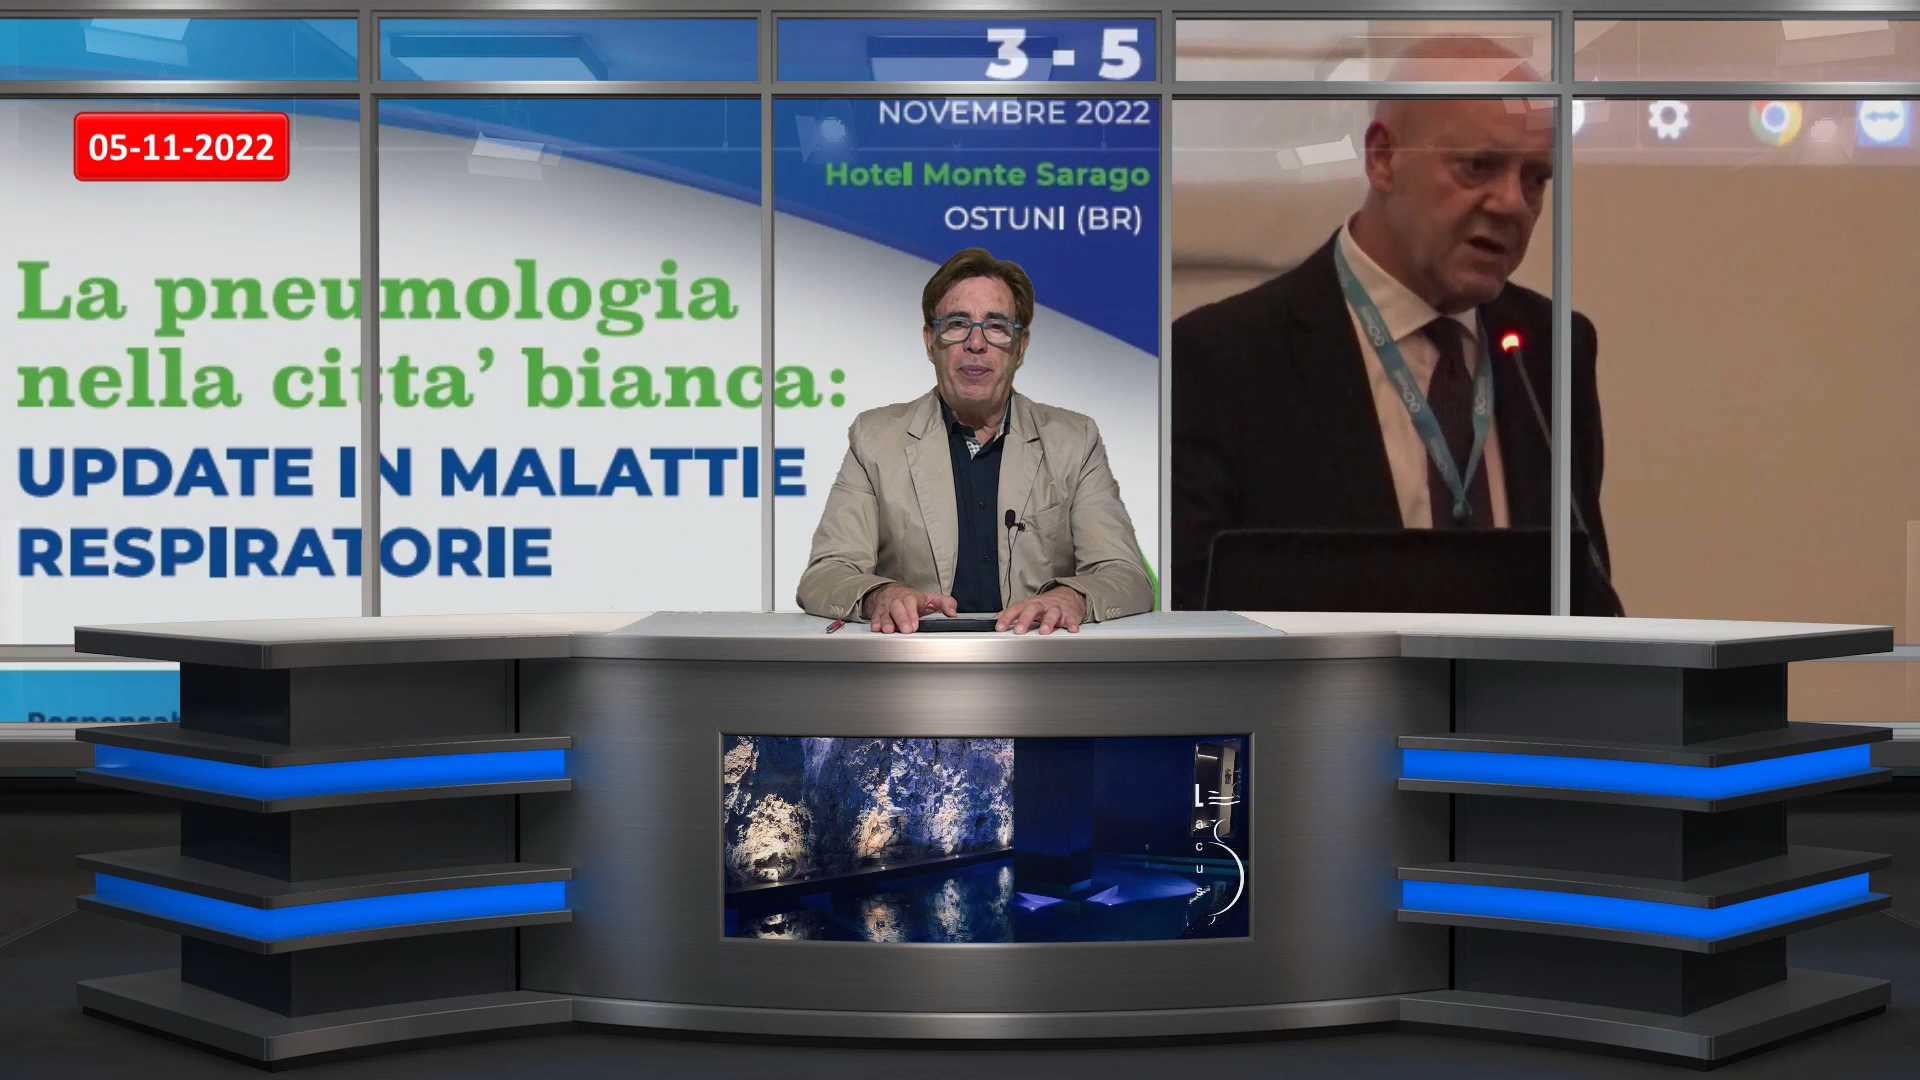 3 - 5
NOVEMBRE 2022
05-11-2022
Hotel Monte Sarago
OSTUNI (BR)
La pneumologia
nella citta’ bianca:
UPDATE IN MALATTIE
RESPIRATORIE
Lacus